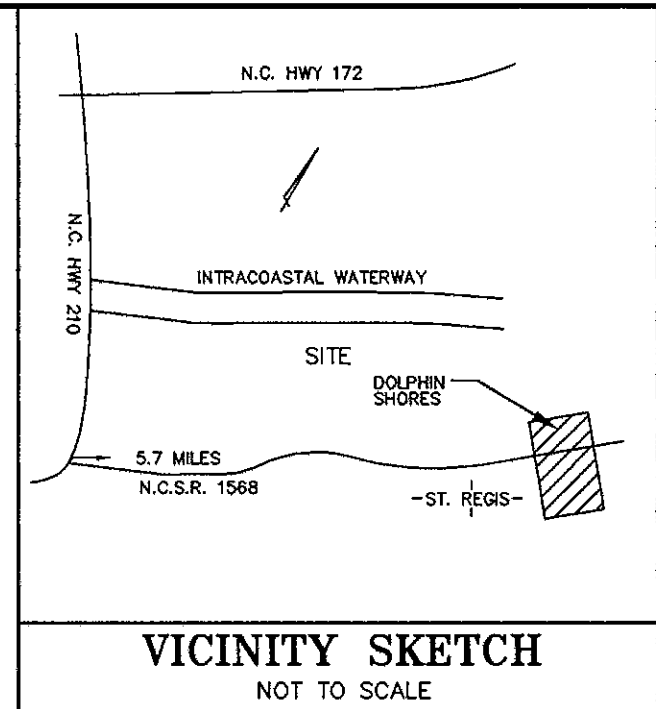 N.C. HWY 172
N.C. HWY 210
INTRACOASTAL WATERWAY
SITE
DOLPHIN
SHORES
5.7 MILES
N.C.S.R. 1568
-ST. REGIS-
VICINITY SKETCH
NOT TO SCALE